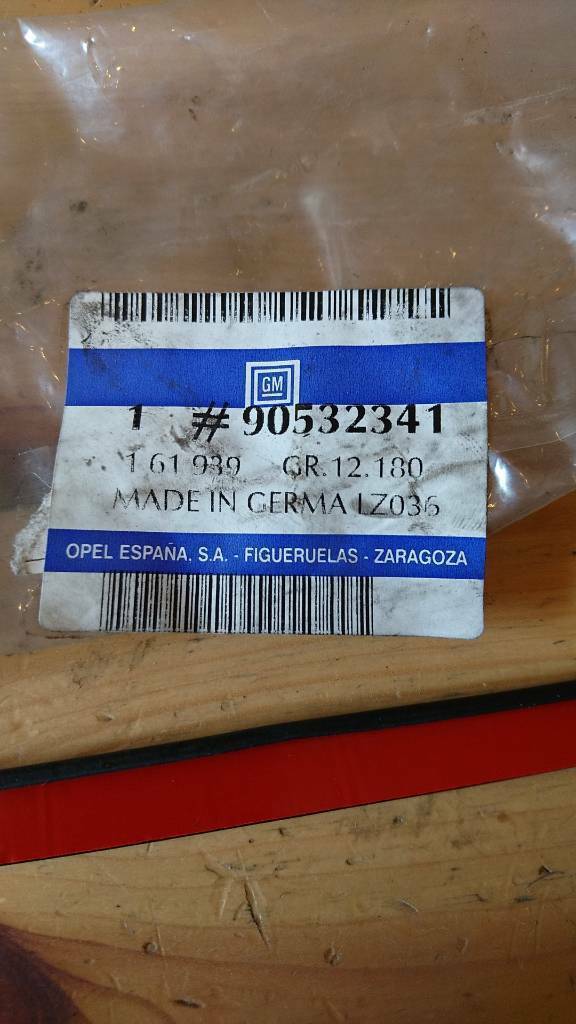 GM
1 # 90532341
1 61 939 GR.12.180
MADE IN GERMA LZ036
OPEL ESPAÑA. S.A. - FIGUERUELAS - ZARAGOZA